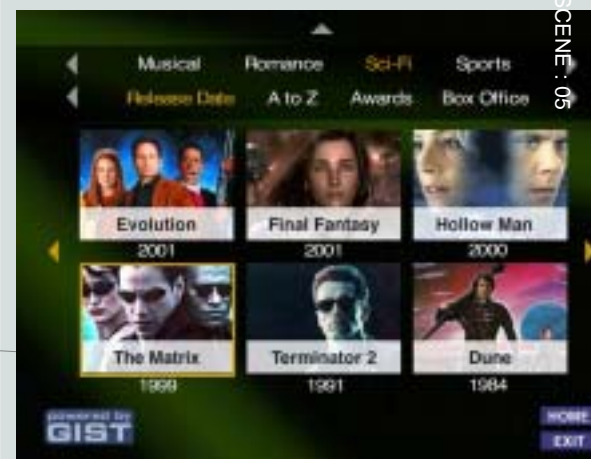 SCENE : 05
Musical Romance Sci-Fi Sports
Release Date A to Z Awards Box Office
Evolution Final Fantasy Hollow Man
2001 2001 2000
The Matrix Terminator 2 Dune
1999 1991 1984
powered by
GIST
HOME
EXIT